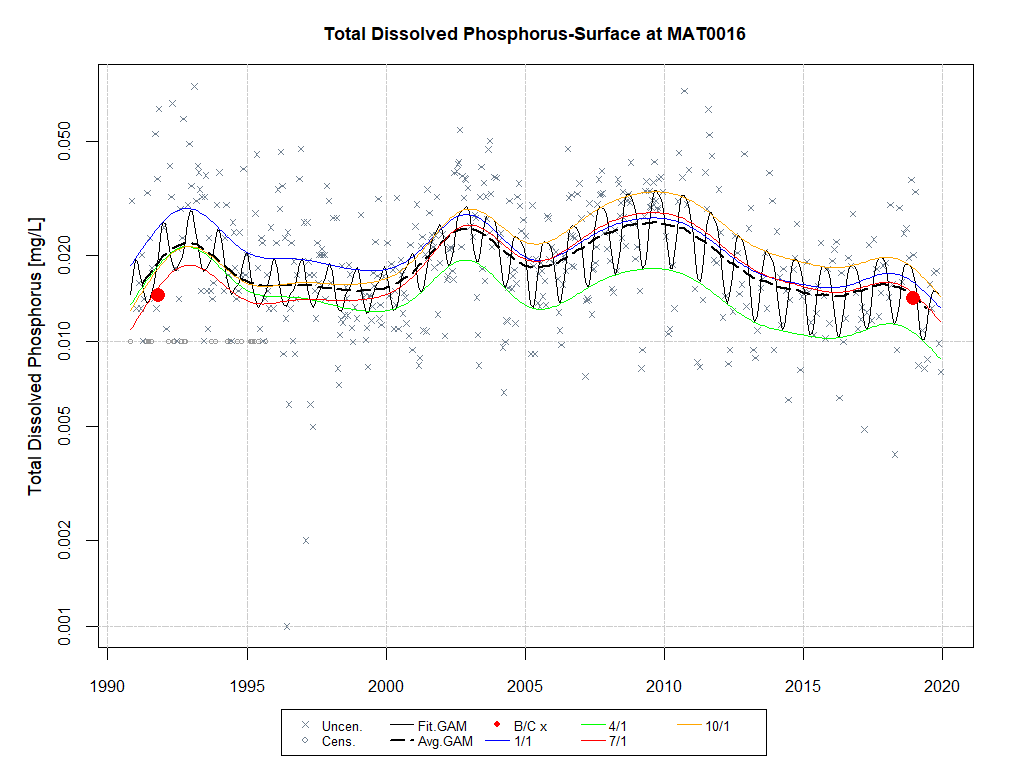 Total Dissolved Phosphorus-Surface at MAT0016
Total Dissolved Phosphorus [mg/L]
0.050
0.020
0.010
0.005
0.002
0.001
1990 1995 2000 2005 2010 2015 2020
Uncen. Fit.GAM B/C x 4/1 10/1
Cens. Avg.GAM 1/1 7/1